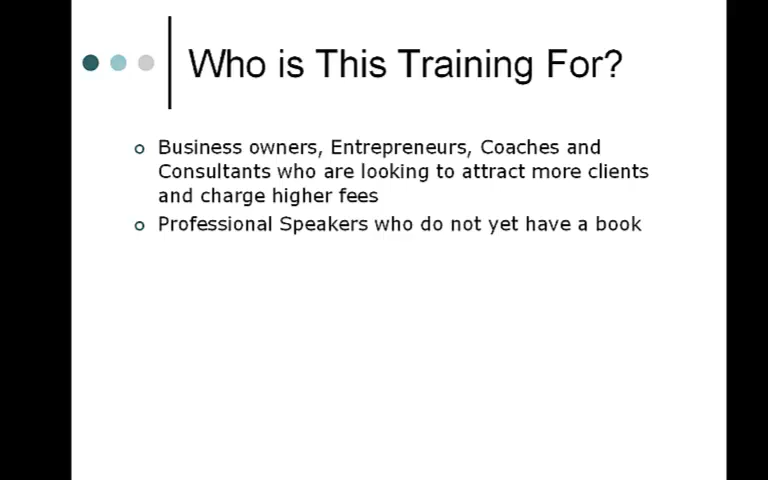 Who is This Training For?
Business owners, Entrepreneurs, Coaches and
Consultants who are looking to attract more clients
and charge higher fees
Professional Speakers who do not yet have a book